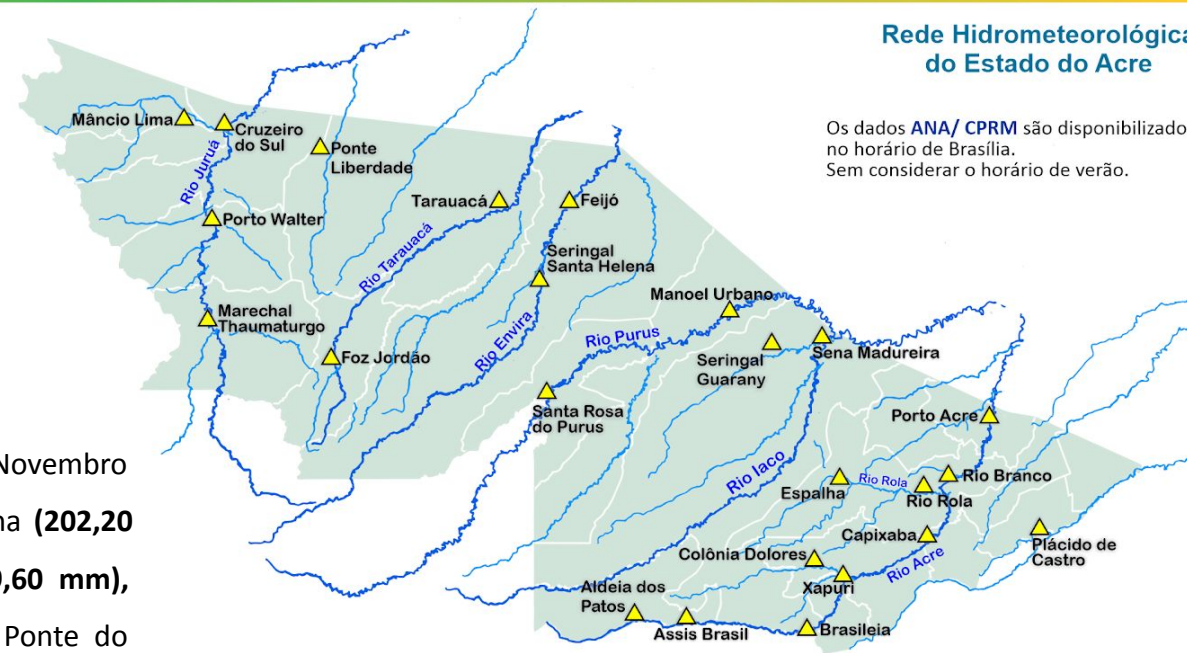 Rede Hidrometeorológica
do Estado do Acre
Os dados ANA/ CPRM são disponibilizado
no horário de Brasília.
Sem considerar o horário de verão.
Mâncio Lima
Cruzeiro
do Sul
Ponte
Liberdade
Rio Juruá
Tarauacá
Feijó
Porto Walter
Rio Tarauacá
Seringal
Santa Helena
Manoel Urbano
Marechal
Thaumaturgo
Rio Envira
Rio Purus
Foz Jordão
Seringal
Guarany
Sena Madureira
Santa Rosa
do Purus
Porto Acre
Rio Iaco
Espalha
Rio Rola
Rio Rola
Rio Branco
Capixaba
Plácido de
Castro
Colônia Dolores
Rio Acre
Xapuri
Aldeia dos
Patos
Assis Brasil
Brasileia
Novembro
na (202,20
9,60 mm),
Ponte do